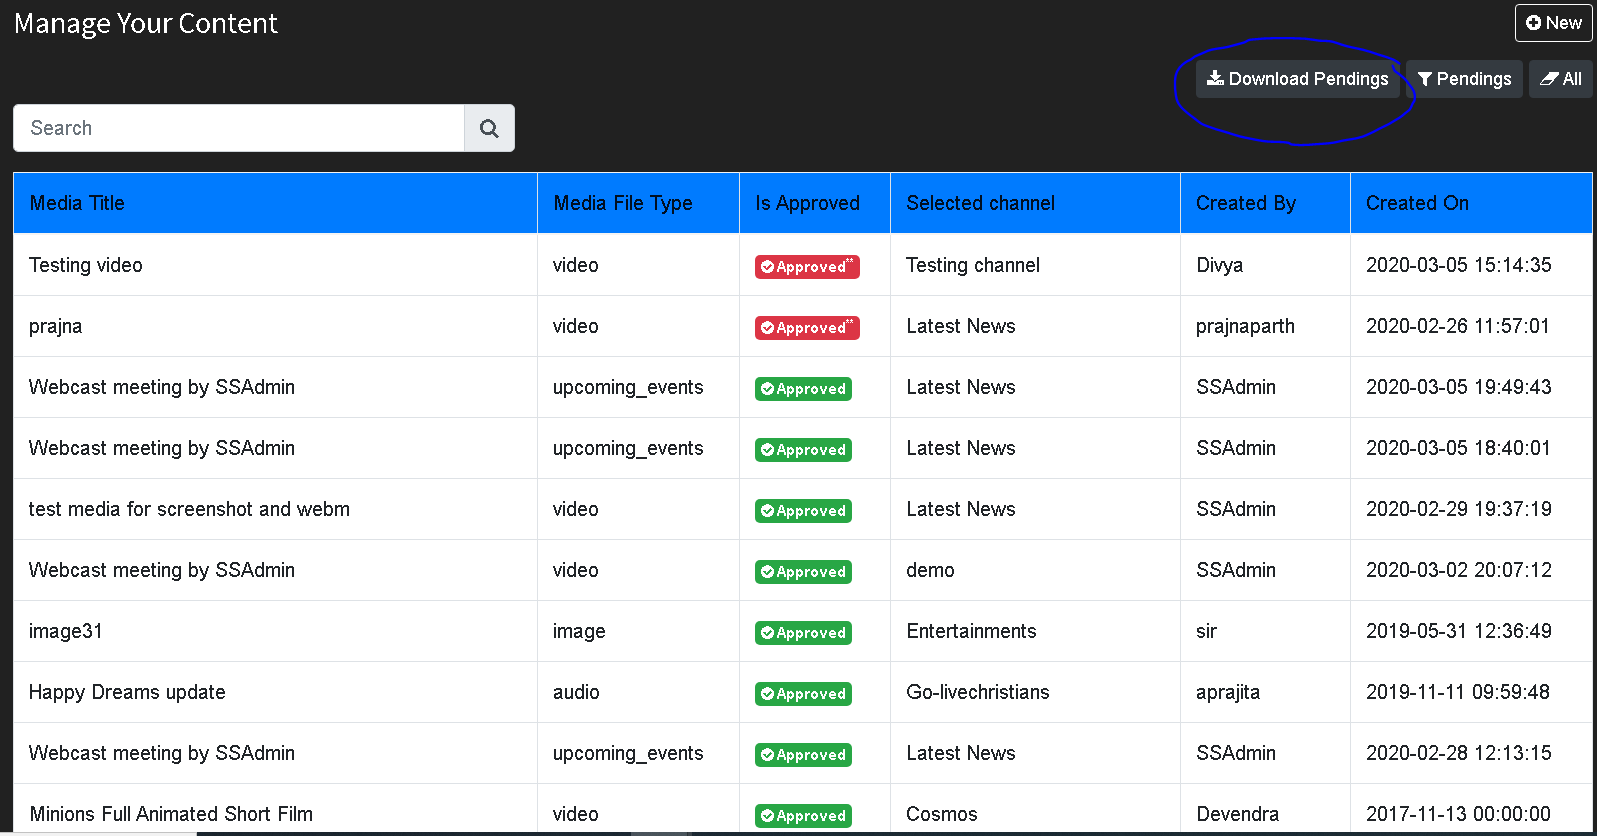 Manage Your Content
New
Download Pendings Pendings All
Search
Media Title Media File Type Is Approved Selected channel Created By Created On
Testing video video Approved** Testing channel Divya 2020-03-05 15:14:35
prajna video Approved** Latest News prajnaparth 2020-02-26 11:57:01
Webcast meeting by SSAdmin upcoming_events Approved Latest News SSAdmin 2020-03-05 19:49:43
Webcast meeting by SSAdmin upcoming_events Approved Latest News SSAdmin 2020-03-05 18:40:01
test media for screenshot and webm video Approved Latest News SSAdmin 2020-02-29 19:37:19
Webcast meeting by SSAdmin video Approved demo SSAdmin 2020-03-02 20:07:12
image31 image Approved Entertainments sir 2019-05-31 12:36:49
Happy Dreams update audio Approved Go-livechristians aprajita 2019-11-11 09:59:48
Webcast meeting by SSAdmin upcoming_events Approved Latest News SSAdmin 2020-02-28 12:13:15
Minions Full Animated Short Film video Approved Cosmos Devendra 2017-11-13 00:00:00